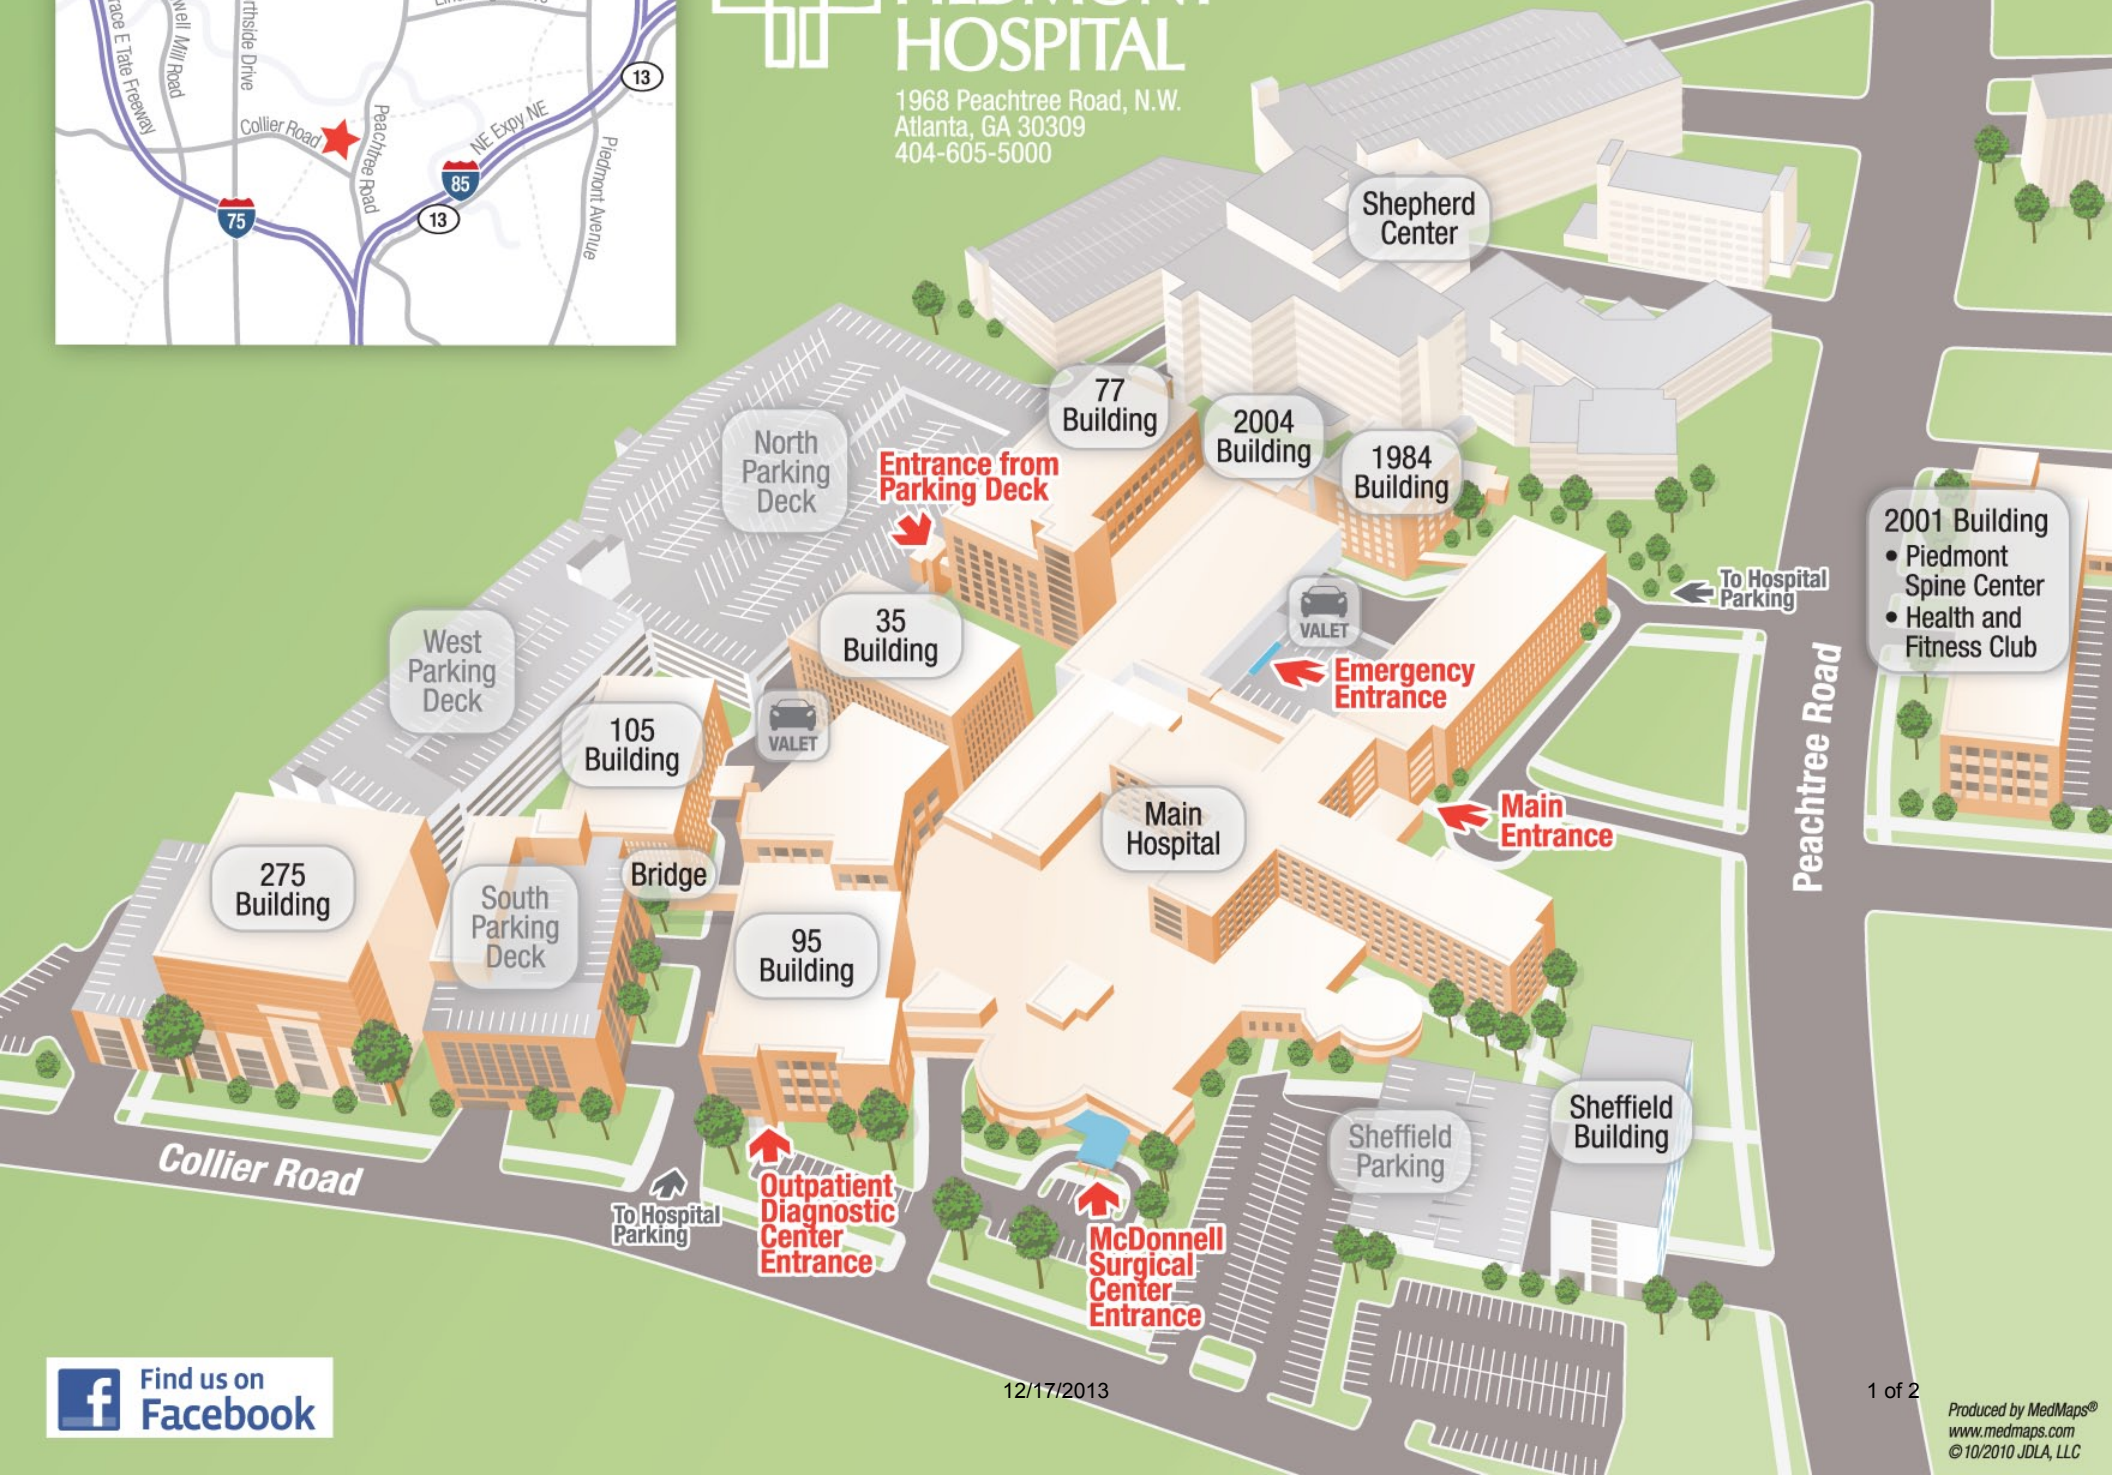 HOSPITAL
1968 Peachtree Road, N.W.
Atlanta, GA 30309
404-605-5000
E Tate Freeway
Mill Road
Drive
Collier Road
Peachtree Road
NE Expy NE
Piedmont Avenue
13
85
13
75
Shepherd
Center
77
Building
2004
Building
1984
Building
North
Parking
Deck
Entrance from
Parking Deck
2001 Building
• Piedmont
Spine Center
• Health and
Fitness Club
To Hospital
Parking
VALET
35
Building
West
Parking
Deck
Emergency
Entrance
Peachtree Road
105
Building
VALET
Main
Hospital
Main
Entrance
275
Building
South
Parking
Deck
Bridge
95
Building
Sheffield
Building
Sheffield
Parking
Collier Road
To Hospital
Parking
Outpatient
Diagnostic
Center
Entrance
McDonnell
Surgical
Center
Entrance
f
Find us on
Facebook
12/17/2013
1 of 2
Produced by MedMaps®
www.medmaps.com
©10/2010 JDLA, LLC